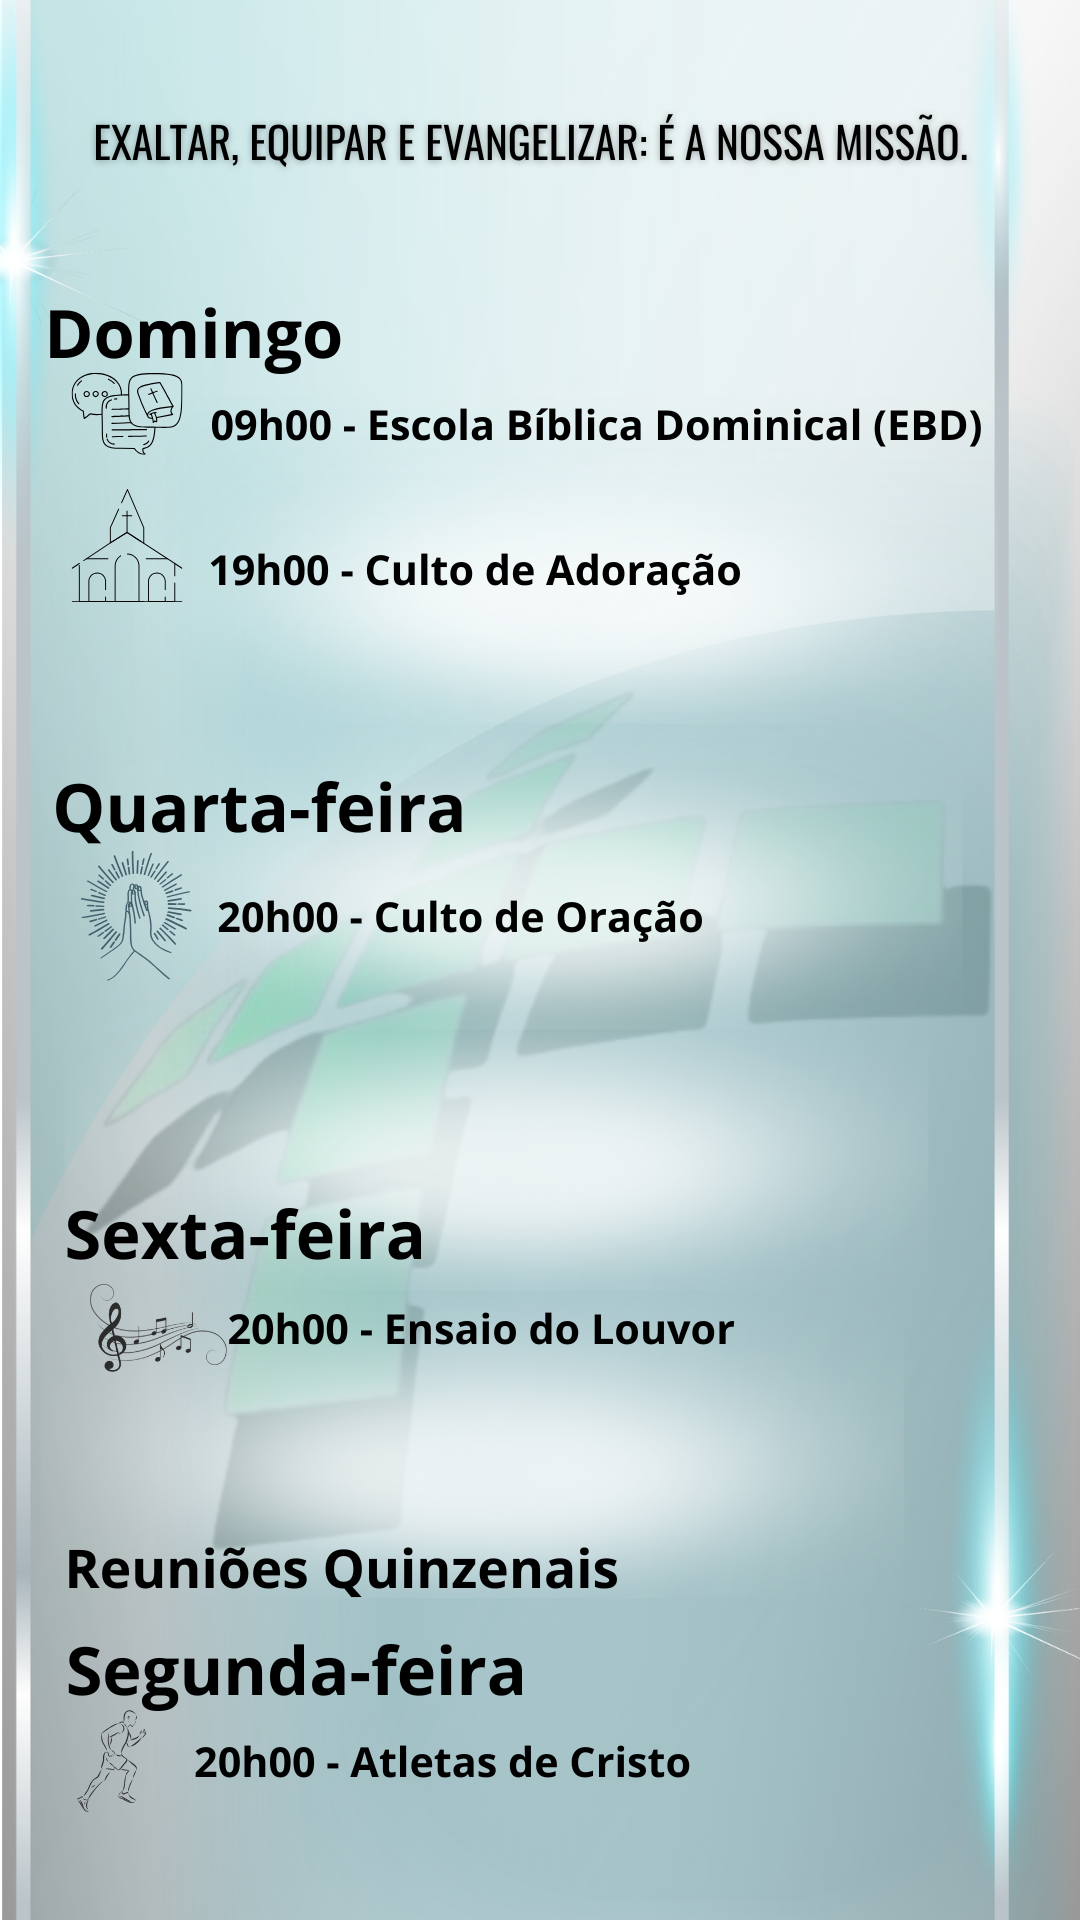 EXALTAR, EQUIPAR E EVANGELIZAR: É A NOSSA MISSÃO.
Domingo
09h00 - Escola Bíblica Dominical (EBD)
19h00 - Culto de Adoração
Quarta-feira
20h00 - Culto de Oração
Sexta-feira
20h00 - Ensaio do Louvor
Reuniões Quinzenais
Segunda-feira
20h00 - Atletas de Cristo